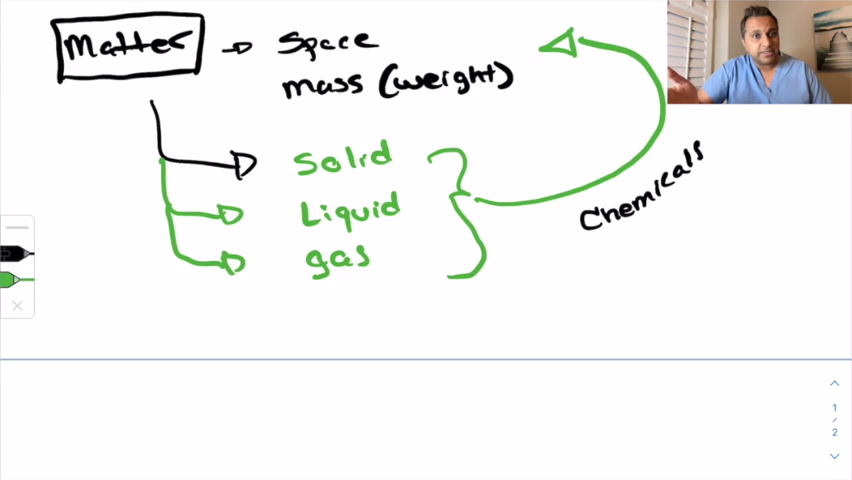 Matter → Space
mass (weight)
Solid
Liquid
gas
Chemicals
1
/
2